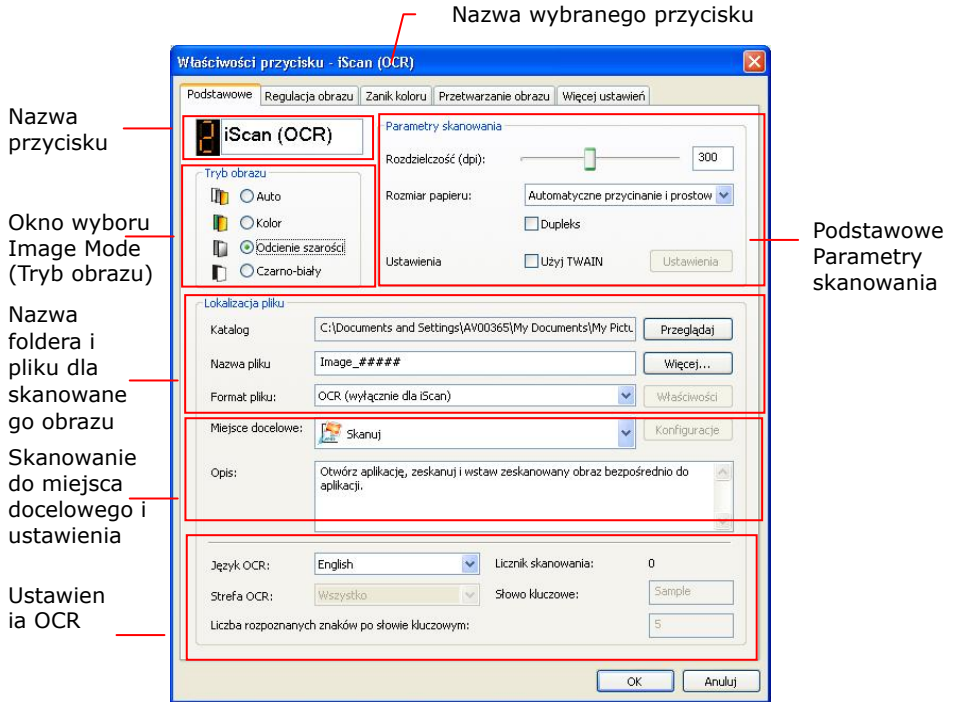 Nazwa wybranego przycisku
Właściwości przycisku - iScan (OCR)
Podstawowe Regulacja obrazu Zanik koloru Przetwarzanie obrazu Więcej ustawień
Nazwa
przycisku
2 iScan (OCR)
Tryb obrazu
Auto
Kolor
Odcienie szarości
Czarno-biały
Okno wyboru
Image Mode
(Tryb obrazu)
Parametry skanowania
Rozdzielczość (dpi): 300
Rozmiar papieru: Automatyczne przycinanie i prostow
Dupleks
Ustawienia Użyj TWAIN Ustawienia
Podstawowe
Parametry
skanowania
Nazwa
foldera i
pliku dla
skanowane
go obrazu
Lokalizacja pliku
Katalog C:\Documents and Settings\AV00365\My Documents\My Pictu Przeglądaj
Nazwa pliku Image_##### Więcej...
Format pliku: OCR (wyłącznie dla iScan) Właściwości
Skanowanie
do miejsca
docelowego i
ustawienia
Miejsce docelowe: Skanuj Konfiguracje
Opis: Otwórz aplikację, zeskanuj i wstaw zeskanowany obraz bezpośrednio do
aplikacji.
Ustawien
ia OCR
Język OCR: English Licznik skanowania: 0
Strefa OCR: Wszystko Słowo kluczowe: Sample
Liczba rozpoznanych znaków po słowie kluczowym: 5
OK Anuluj